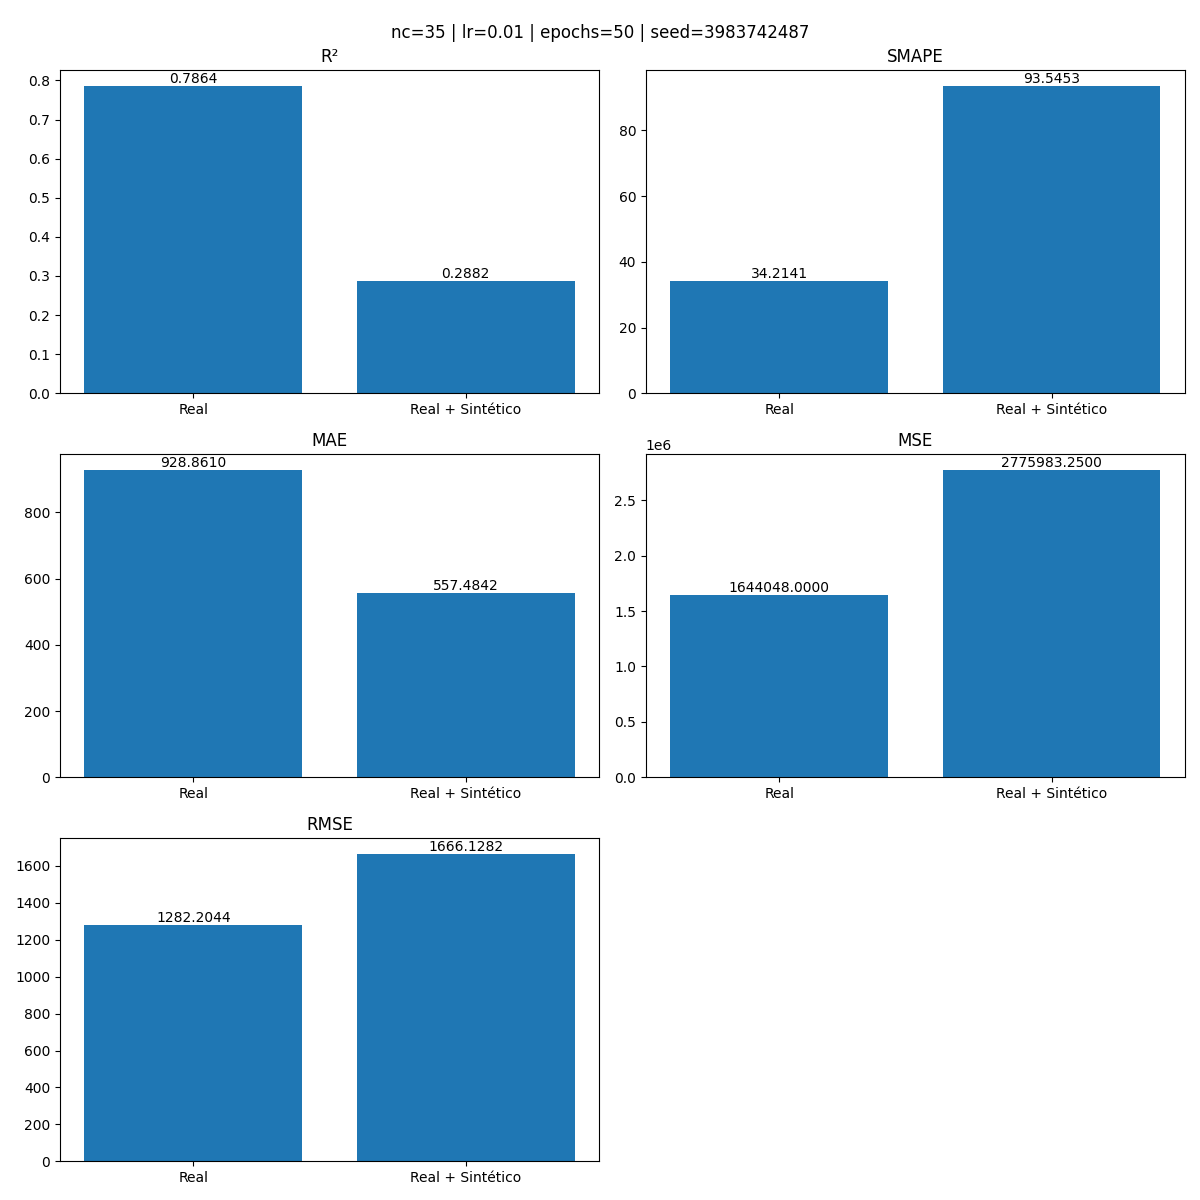 nc=35 | lr=0.01 | epochs=50 | seed=3983742487
R²
0.8
0.7
0.6
0.5
0.4
0.3
0.2
0.1
0.0
0.7864
0.2882
Real
Real + Sintético
SMAPE
80
60
40
20
0
34.2141
93.5453
Real
Real + Sintético
MAE
800
600
400
200
0
928.8610
557.4842
Real
Real + Sintético
MSE
1e6
2.5
2.0
1.5
1.0
0.5
0.0
1644048.0000
2775983.2500
Real
Real + Sintético
RMSE
1600
1400
1200
1000
800
600
400
200
0
1282.2044
1666.1282
Real
Real + Sintético